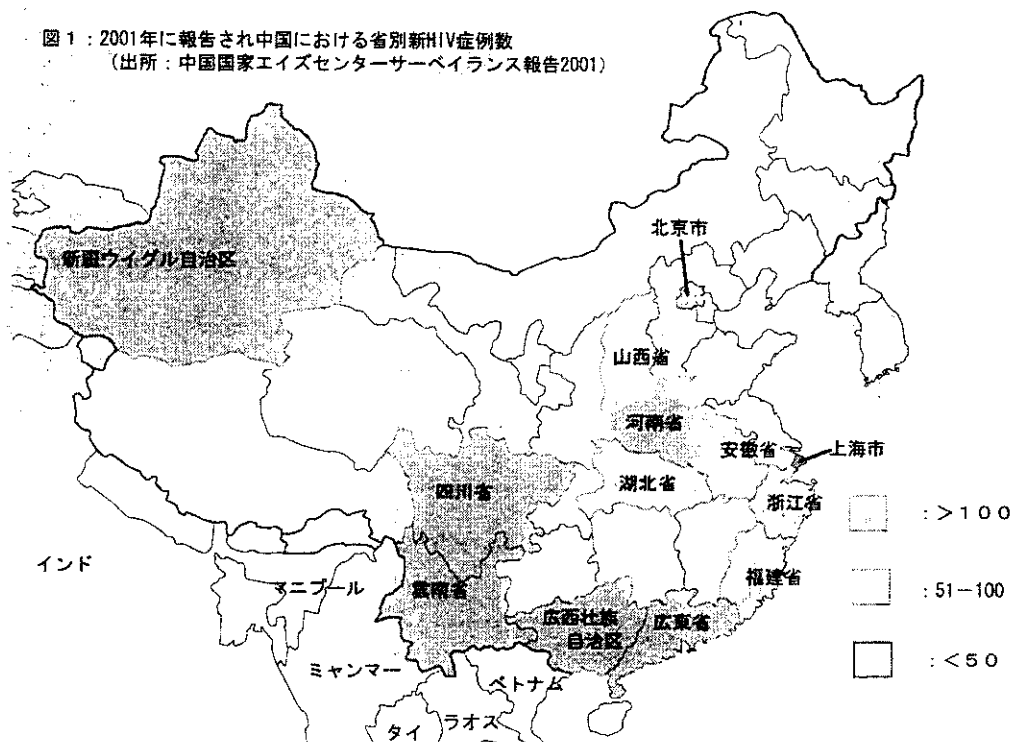 図1：2001年に報告され中国における省別新HIV症例数
（出所：中国国家エイズセンターサーベイランス報告2001）
北京市
新疆ウイグル自治区
山西省
河南省
安徽省
上海市
四川省
湖北省
浙江省
：＞100
インド
マニプール
雲南省
福建省
：51－100
広西壮族
自治区
広東省
ミャンマー
ベトナム
：＜50
タイ
ラオス